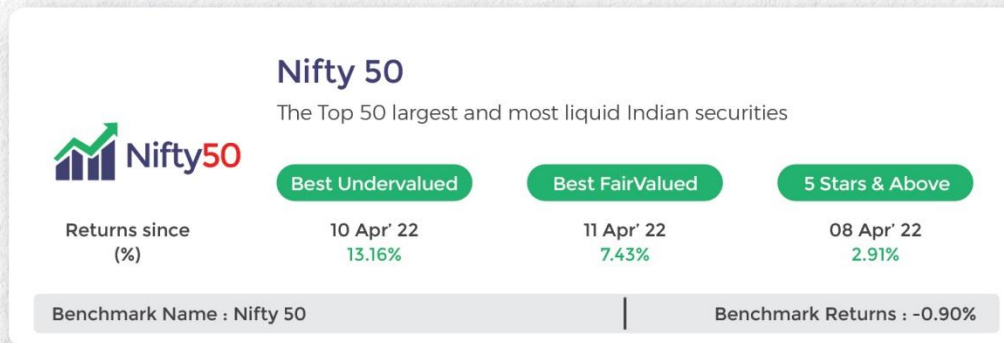 Nifty 50
The Top 50 largest and most liquid Indian securities
Nifty50
Best Undervalued
Best FairValued
5 Stars & Above
Returns since
(%)
10 Apr' 22
13.16%
11 Apr' 22
7.43%
08 Apr' 22
2.91%
Benchmark Name : Nifty 50
Benchmark Returns : -0.90%